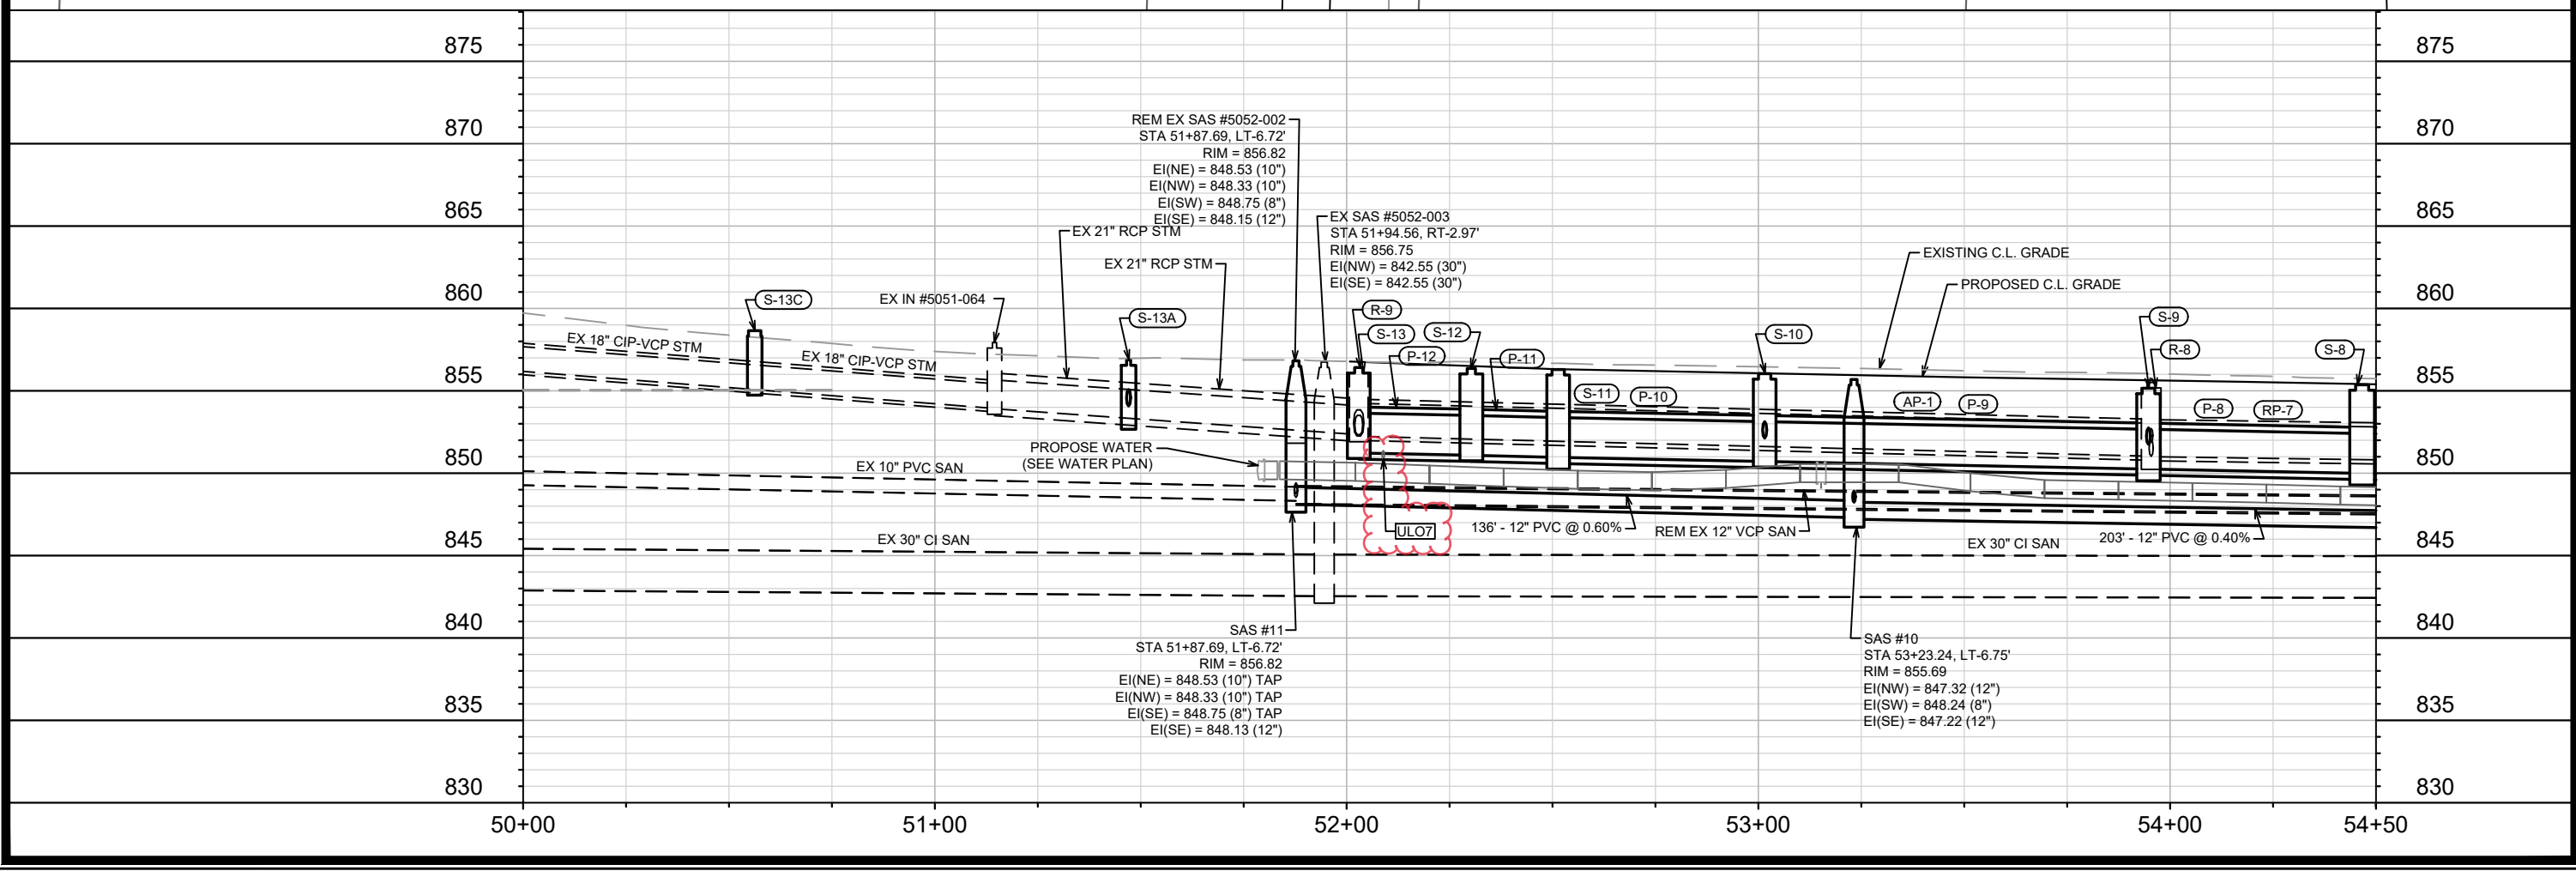 875
875
870
870
865
865
860
860
855
855
850
850
845
845
840
840
835
835
830
830
REM EX SAS #5052-002
STA 51+87.69, LT-6.72'
RIM = 856.82
EI(NE) = 848.53 (10")
EI(NW) = 848.33 (10")
EI(SW) = 848.75 (8")
EI(SE) = 848.15 (12")
EX SAS #5052-003
STA 51+94.56, RT-2.97'
RIM = 856.75
EI(NW) = 842.55 (30")
EI(SE) = 842.55 (30")
EX 21" RCP STM
EX 21" RCP STM
EXISTING C.L. GRADE
PROPOSED C.L. GRADE
S-13C
EX IN #5051-064
S-13A
R-9
S-13
S-12
P-12
P-11
S-10
S-9
R-8
S-8
EX 18" CIP-VCP STM
EX 18" CIP-VCP STM
S-11
P-10
AP-1
P-9
P-8
RP-7
PROPOSE WATER
(SEE WATER PLAN)
EX 10" PVC SAN
EX 30" CI SAN
ULO7
136' - 12" PVC @ 0.60%
REM EX 12" VCP SAN
EX 30" CI SAN
203' - 12" PVC @ 0.40%
SAS #11
STA 51+87.69, LT-6.72'
RIM = 856.82
EI(NE) = 848.53 (10") TAP
EI(NW) = 848.33 (10") TAP
EI(SE) = 848.75 (8") TAP
EI(SE) = 848.13 (12")
SAS #10
STA 53+23.24, LT-6.75'
RIM = 855.69
EI(NW) = 847.32 (12")
EI(SW) = 848.24 (8")
EI(SE) = 847.22 (12")
50+00
51+00
52+00
53+00
54+00
54+50